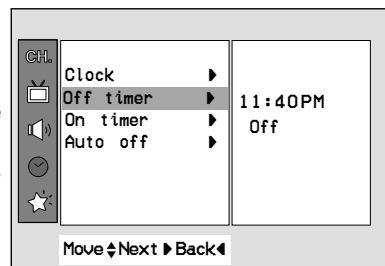 CH.
Clock
Off timer
On timer
Auto off
11:40PM
Off
Move Next Back